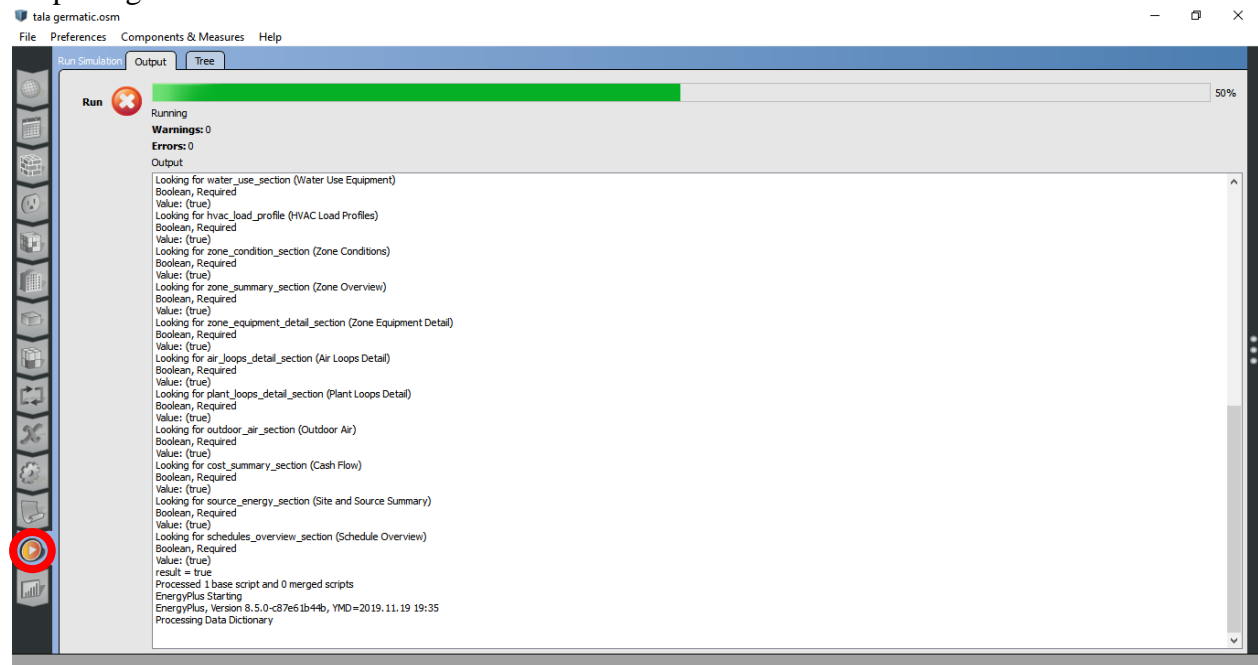 tala germatic.osm
File Preferences Components & Measures Help
Run Simulation Output Tree
Run 50%
Running
Warnings: 0
Errors: 0
Output
Looking for water_use_section (Water Use Equipment)
Boolean, Required
Value: (true)
Looking for hvac_load_profile (HVAC Load Profiles)
Boolean, Required
Value: (true)
Looking for zone_condition_section (Zone Conditions)
Boolean, Required
Value: (true)
Looking for zone_summary_section (Zone Overview)
Boolean, Required
Value: (true)
Looking for zone_equipment_detail_section (Zone Equipment Detail)
Boolean, Required
Value: (true)
Looking for air_loops_detail_section (Air Loops Detail)
Boolean, Required
Value: (true)
Looking for plant_loops_detail_section (Plant Loops Detail)
Boolean, Required
Value: (true)
Looking for outdoor_air_section (Outdoor Air)
Boolean, Required
Value: (true)
Looking for cost_summary_section (Cash Flow)
Boolean, Required
Value: (true)
Looking for source_energy_section (Site and Source Summary)
Boolean, Required
Value: (true)
Looking for schedules_overview_section (Schedule Overview)
Boolean, Required
Value: (true)
result = true
Processed 1 base script and 0 merged scripts
EnergyPlus Starting
EnergyPlus, Version 8.5.0-c87e61b44b, YMD=2019.11.19 19:35
Processing Data Dictionary